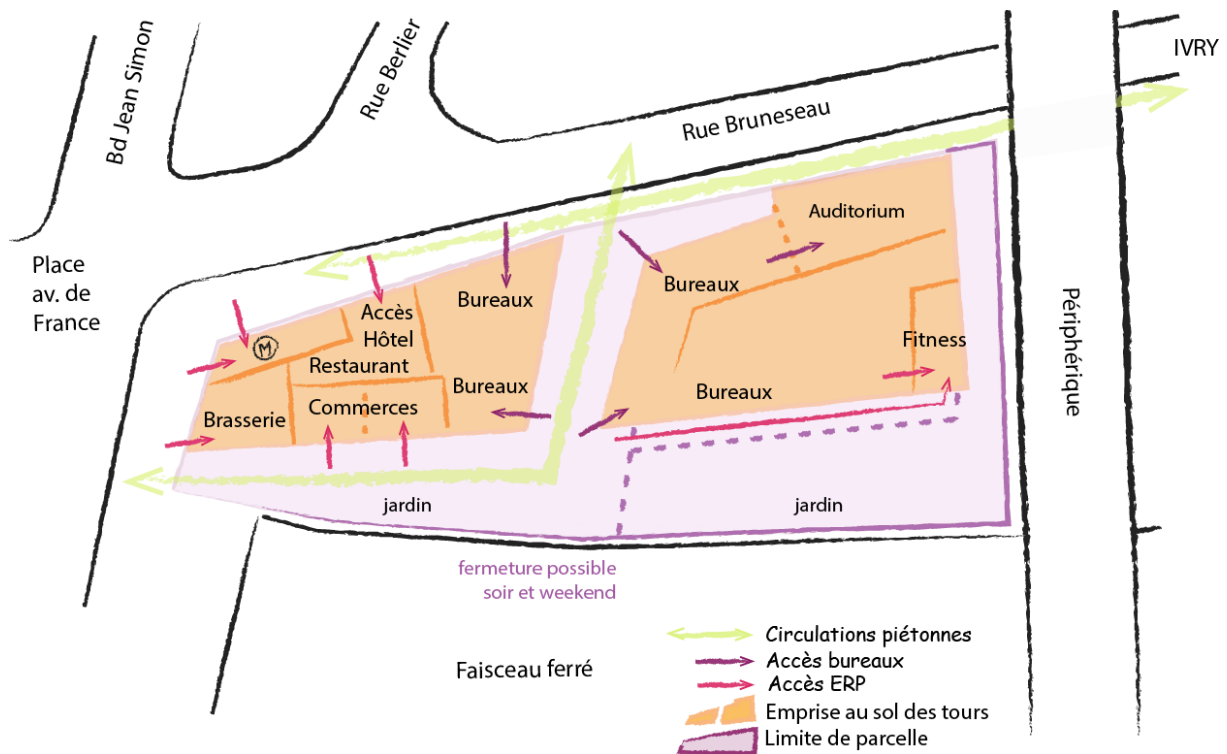 Bd Jean Simon
Rue Berlier
Rue Bruneseau
IVRY
Place
av. de
France
Périphérique
Auditorium
Bureaux
Bureaux
Accès
Hôtel
M
Restaurant
Fitness
Bureaux
Bureaux
Brasserie
Commerces
jardin
jardin
fermeture possible
soir et weekend
Faisceau ferré
Circulations piétonnes
Accès bureaux
Accès ERP
Emprise au sol des tours
Limite de parcelle